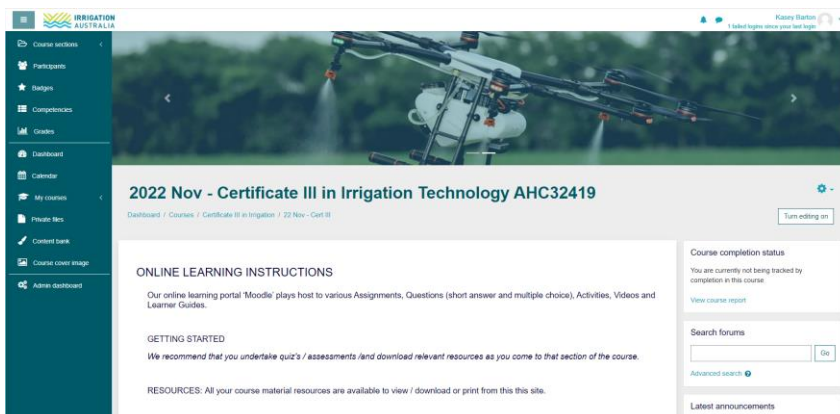 IRRIGATION
AUSTRALIA
Kasey Barton
1 failed logins since your last login
Course sections
Participants
Badges
Competencies
Grades
Dashboard
Calendar
My courses
Private files
Content bank
Course cover image
Admin dashboard
2022 Nov - Certificate III in Irrigation Technology AHC32419
Dashboard / Courses / Certificate III in Irrigation / 22 Nov - Cert III
Turn editing on
ONLINE LEARNING INSTRUCTIONS
Our online learning portal 'Moodle' plays host to various Assignments, Questions (short answer and multiple choice), Activities, Videos and
Learner Guides.
GETTING STARTED
We recommend that you undertake quiz's / assessments /and download relevant resources as you come to that section of the course.
RESOURCES: All your course material resources are available to view / download or print from this this site.
Course completion status
You are currently not being tracked by
completion in this course
View course report
Search forums
Go
Advanced search
Latest announcements